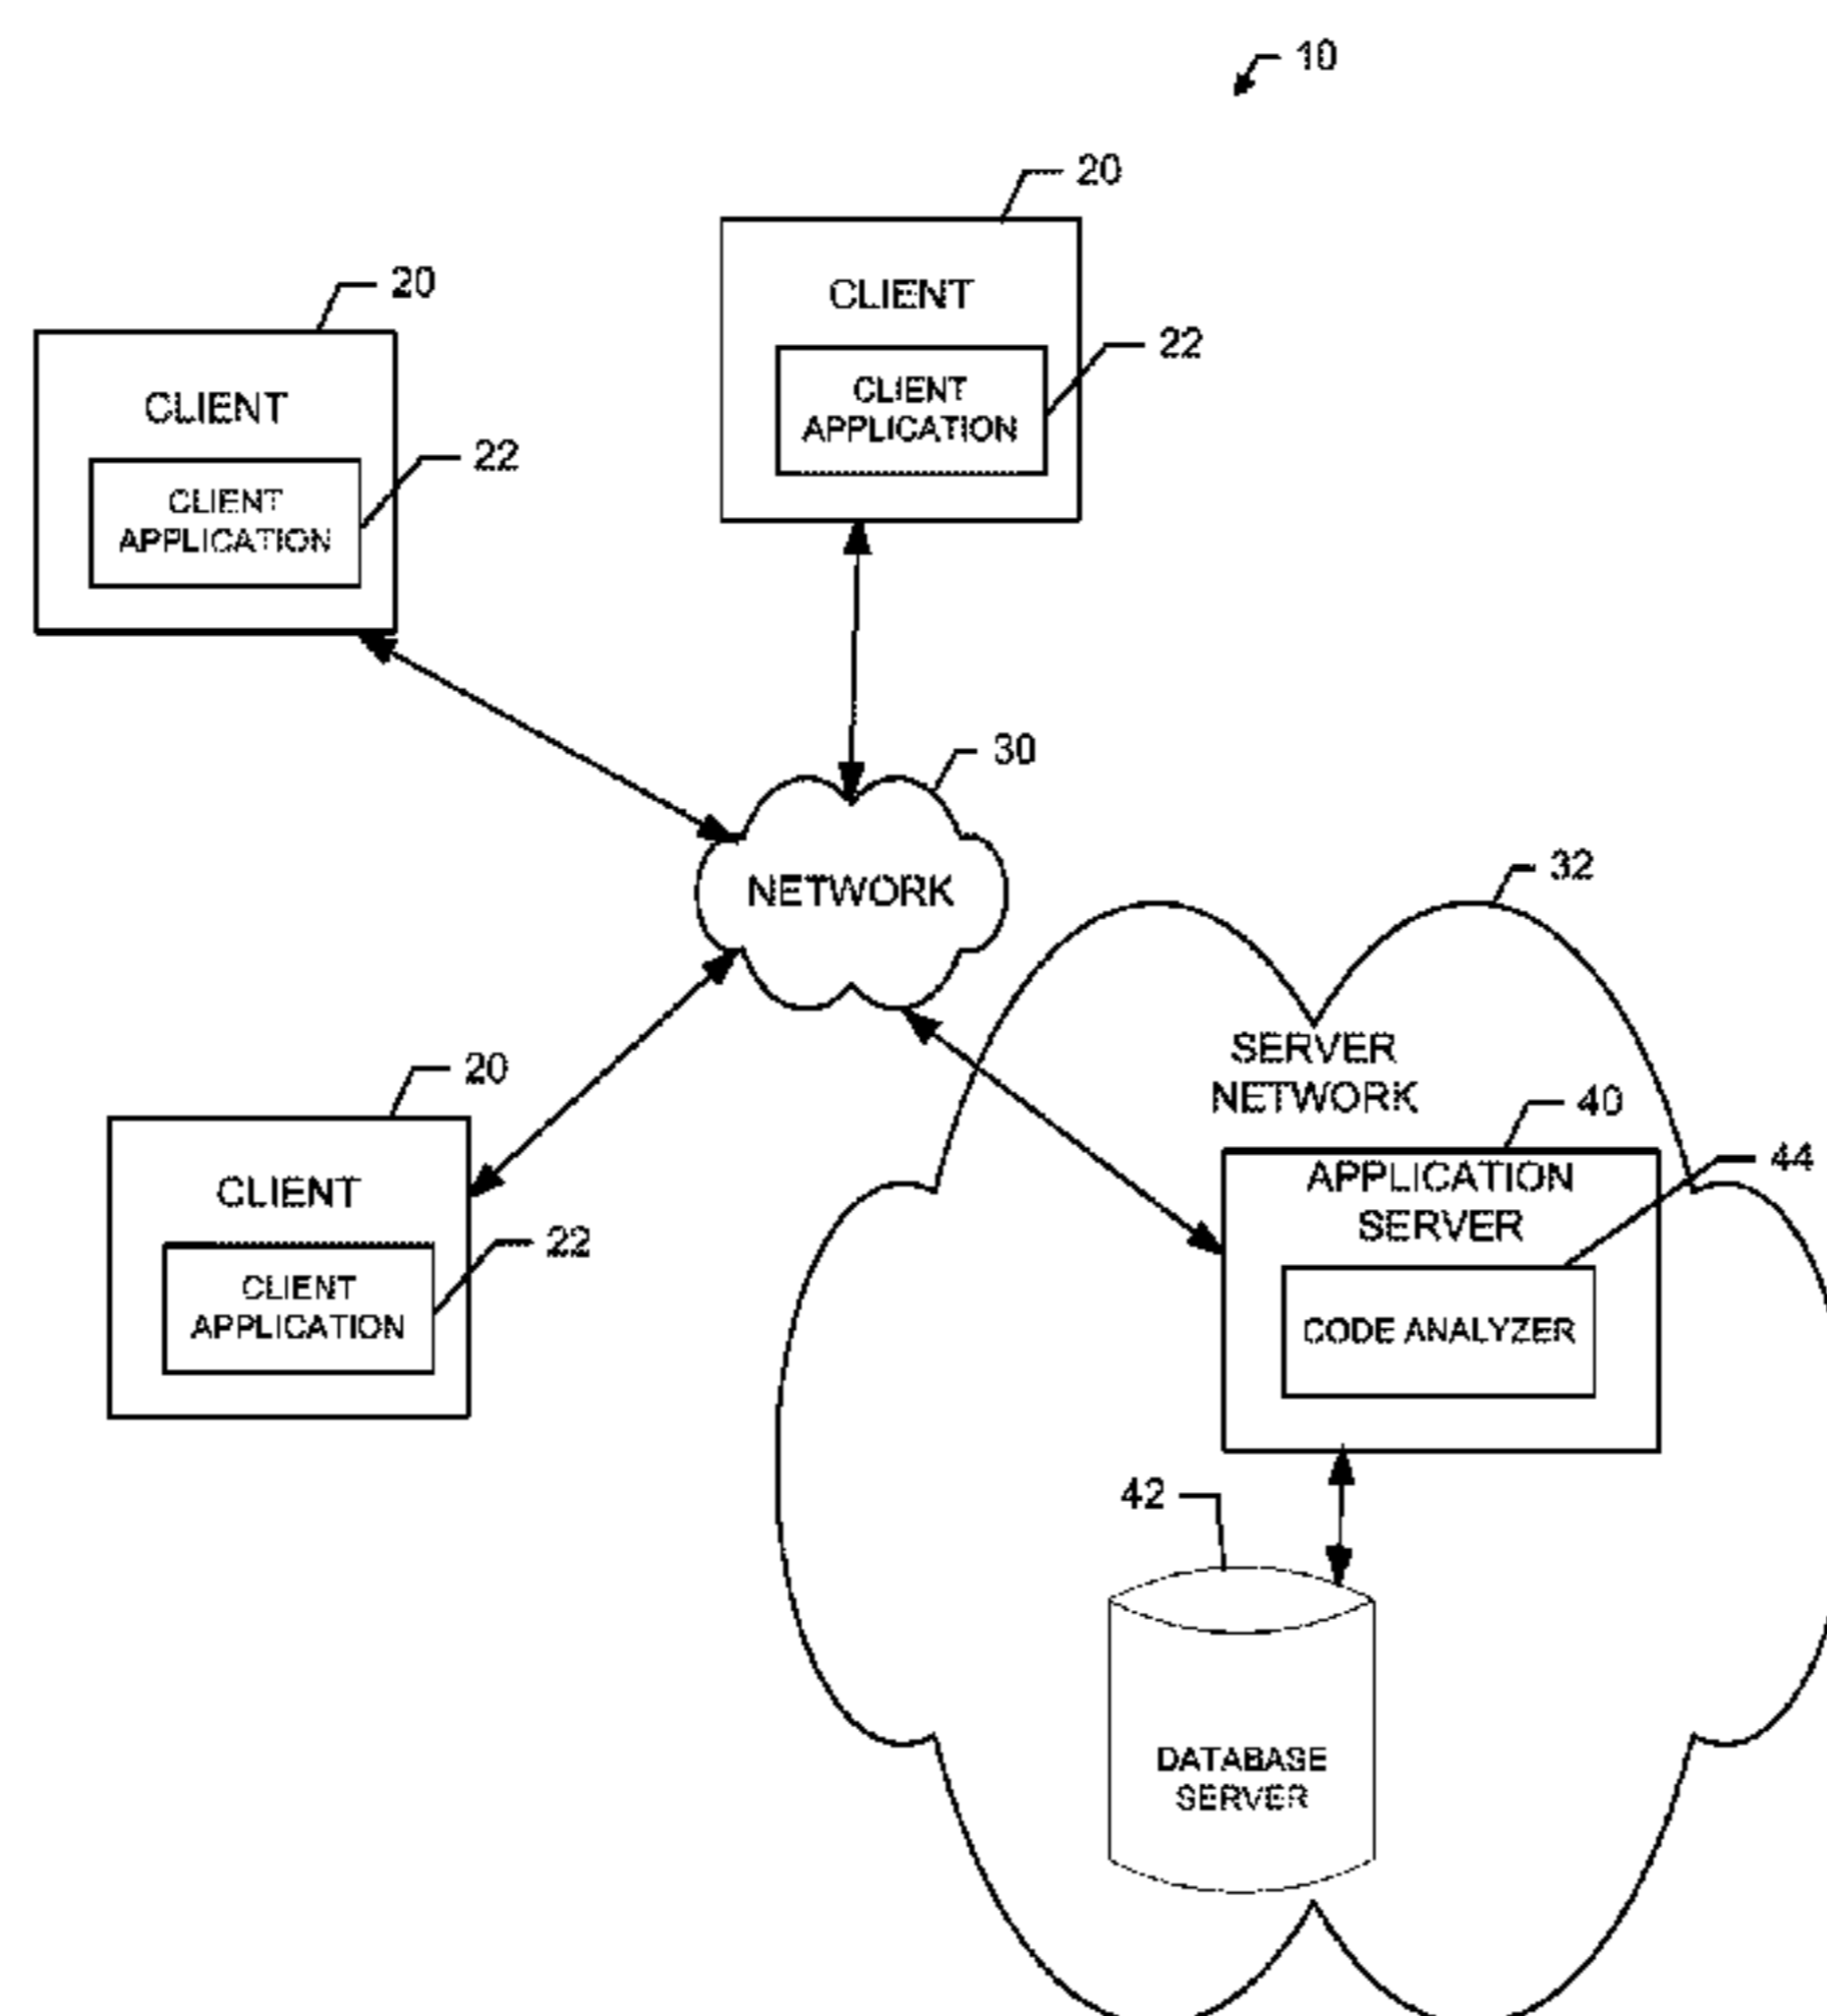 10
20
CLIENT
22
CLIENT
APPLICATION
20
CLIENT
22
CLIENT
APPLICATION
30
NETWORK
32
SERVER
NETWORK
40
APPLICATION
SERVER
44
CODE ANALYZER
20
CLIENT
22
CLIENT
APPLICATION
42
DATABASE
SERVER